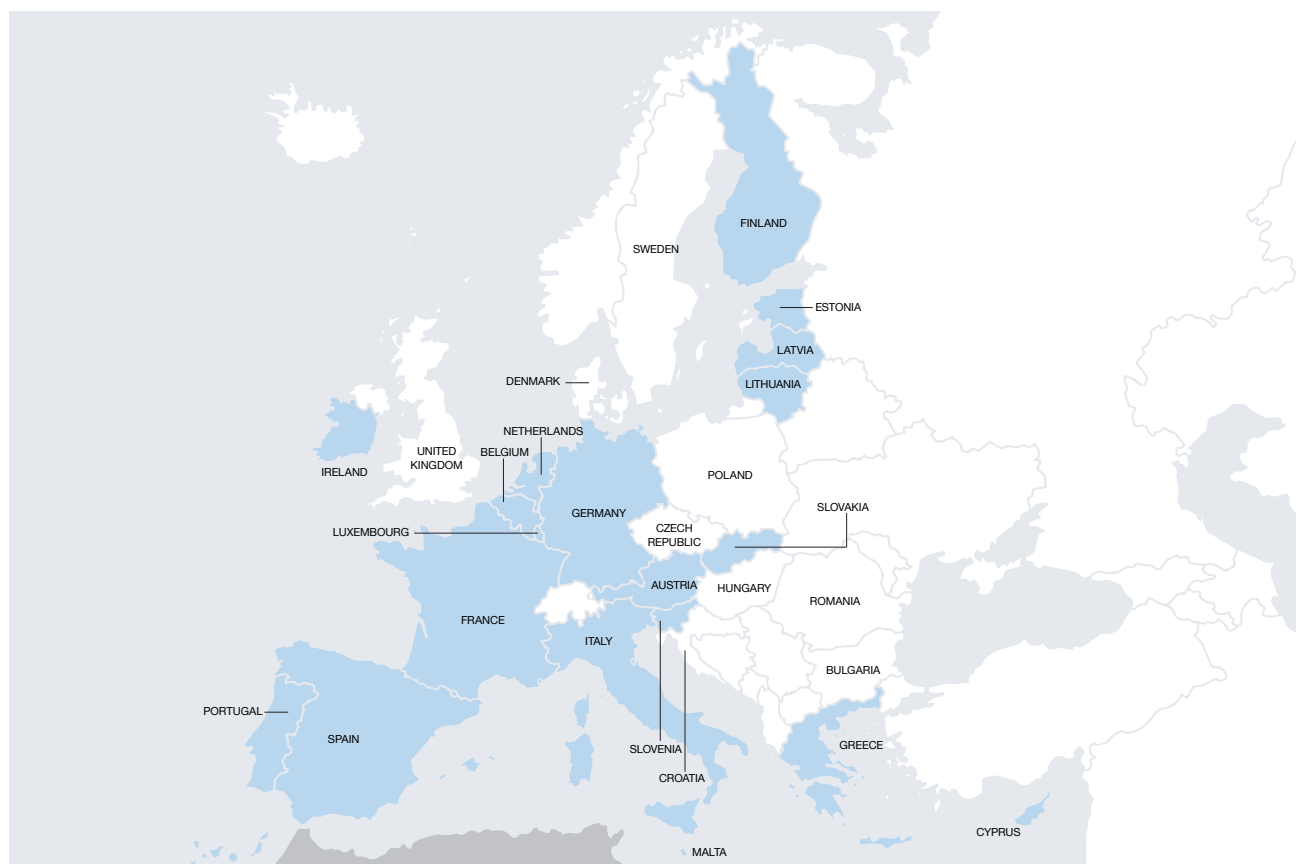 FINLAND
SWEDEN
ESTONIA
LATVIA
DENMARK
LITHUANIA
NETHERLANDS
BELGIUM
UNITED
KINGDOM
IRELAND
POLAND
SLOVAKIA
GERMANY
LUXEMBOURG
CZECH
REPUBLIC
AUSTRIA
HUNGARY
ROMANIA
FRANCE
ITALY
BULGARIA
PORTUGAL
SPAIN
SLOVENIA
GREECE
CROATIA
CYPRUS
MALTA